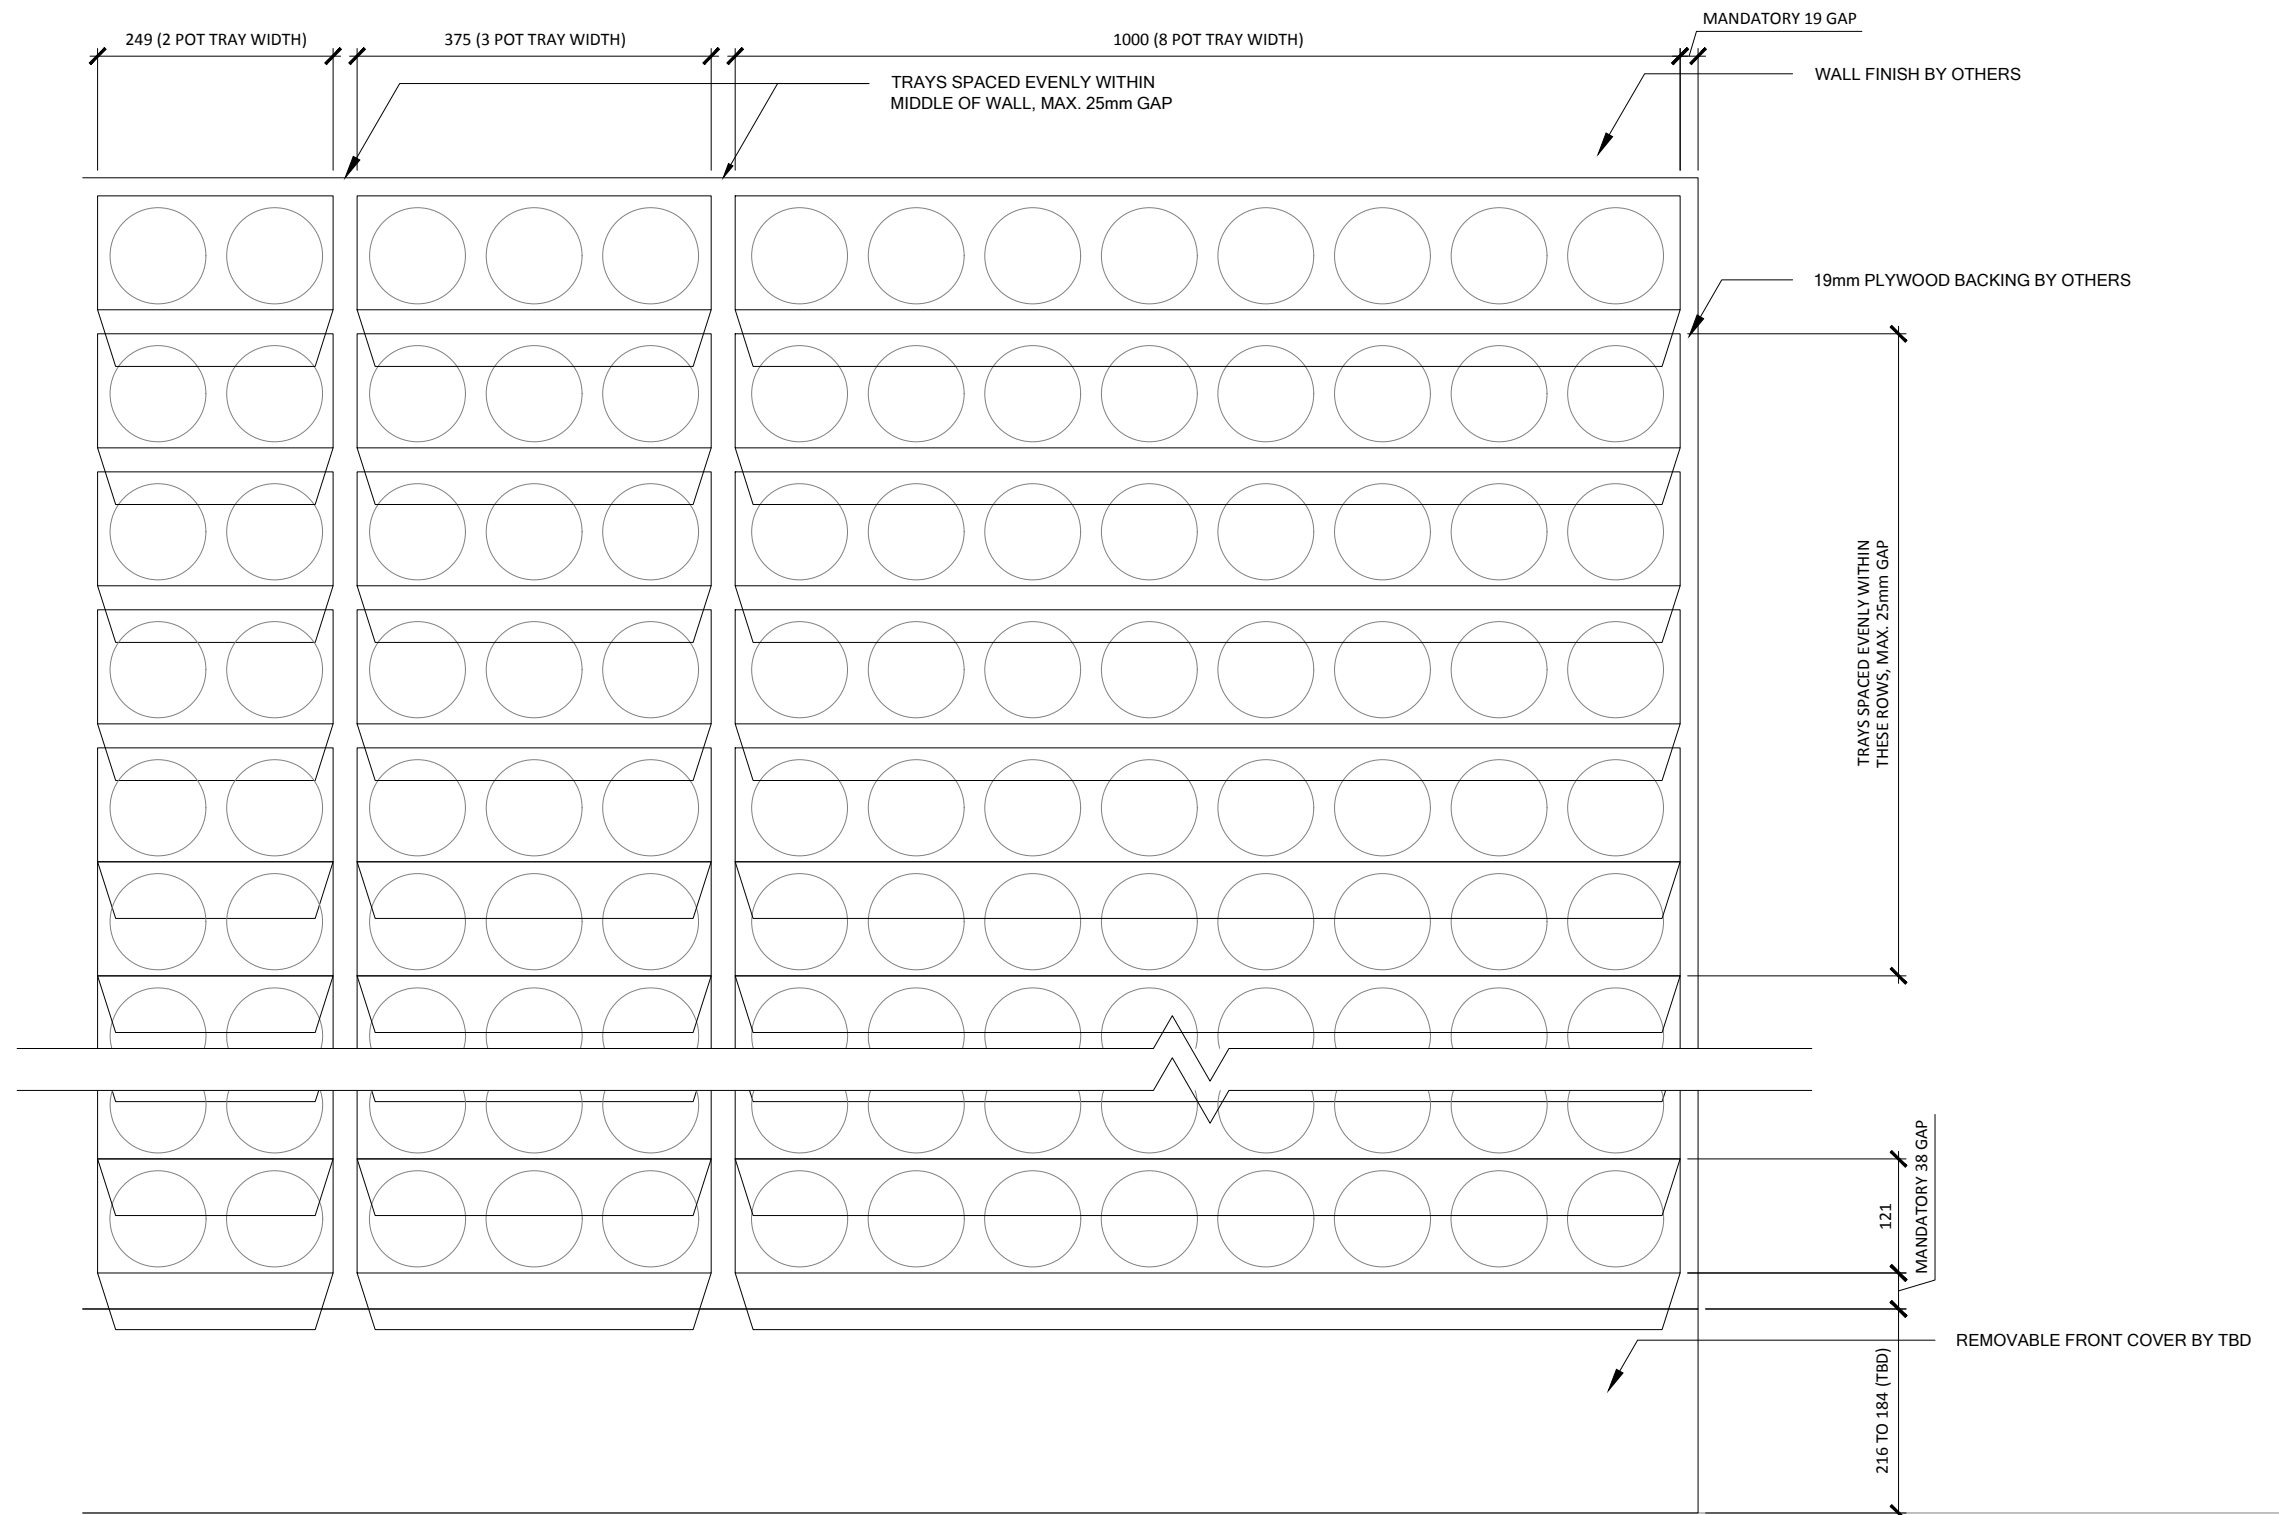 MANDATORY 19 GAP
249 (2 POT TRAY WIDTH)
375 (3 POT TRAY WIDTH)
1000 (8 POT TRAY WIDTH)
TRAYS SPACED EVENLY WITHIN
MIDDLE OF WALL, MAX. 25mm GAP
WALL FINISH BY OTHERS
19mm PLYWOOD BACKING BY OTHERS
TRAYS SPACED EVENLY WITHIN
THESE ROWS, MAX. 25mm GAP
121
MANDATORY 38 GAP
REMOVABLE FRONT COVER BY TBD
216 TO 184 (TBD)